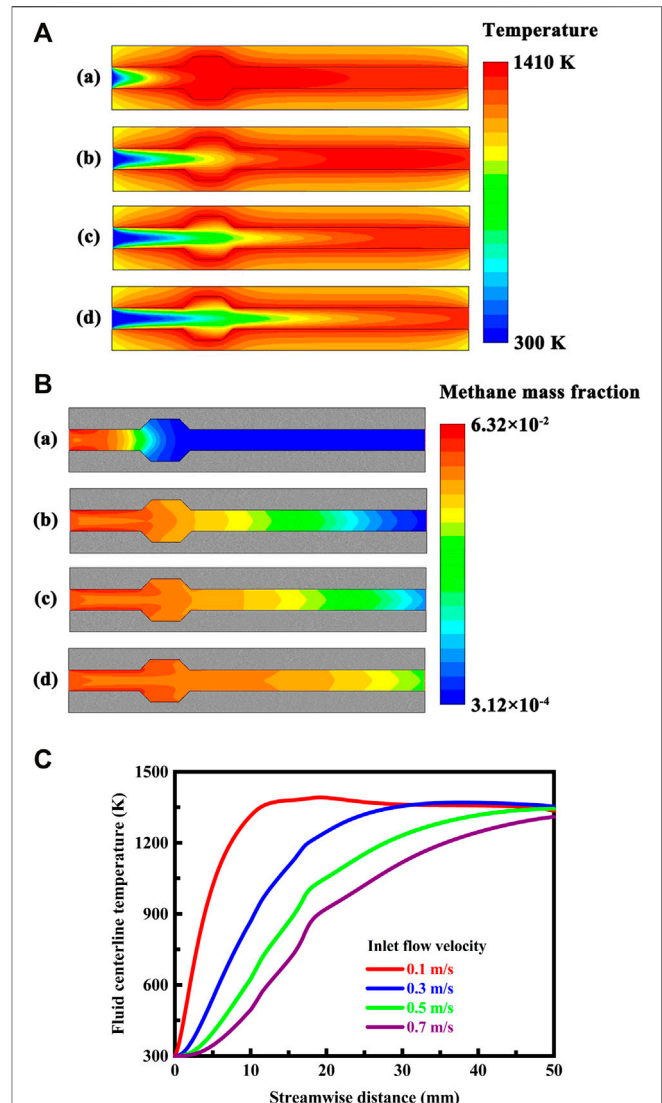 A
Temperature
(a)
1410 K
(b)
(c)
(d)
300 K
B
Methane mass fraction
(a)
6.32×10⁻²
(b)
(c)
(d)
3.12×10⁻⁴
C
1500
1200
900
600
300
Fluid centerline temperature (K)
Inlet flow velocity
0.1 m/s
0.3 m/s
0.5 m/s
0.7 m/s
0 10 20 30 40 50
Streamwise distance (mm)